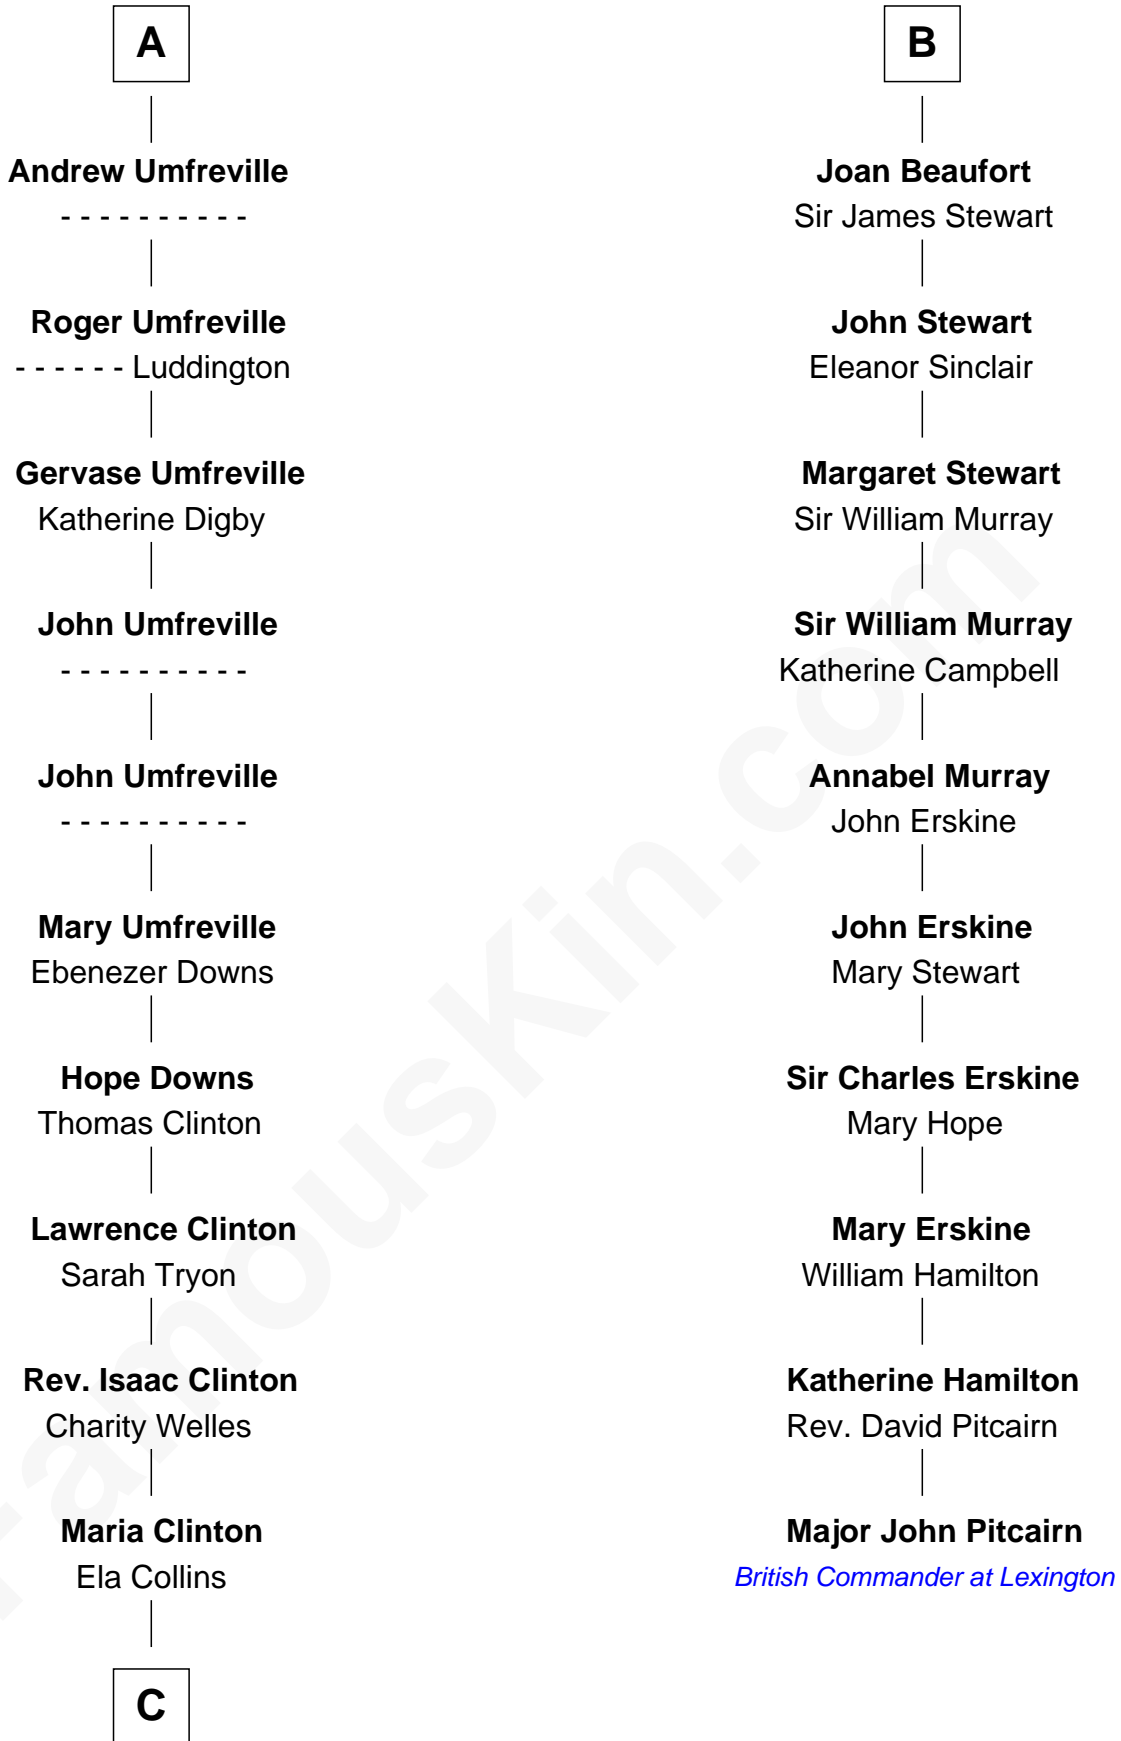 A
Andrew Umfreville
- - - - - - - - - -
Roger Umfreville
- - - - - - Luddington
Gervase Umfreville
Katherine Digby
John Umfreville
- - - - - - - - - -
John Umfreville
- - - - - - - - - -
Mary Umfreville
Ebenezer Downs
Hope Downs
Thomas Clinton
Lawrence Clinton
Sarah Tryon
Rev. Isaac Clinton
Charity Welles
Maria Clinton
Ela Collins
C
B
Joan Beaufort
Sir James Stewart
John Stewart
Eleanor Sinclair
Margaret Stewart
Sir William Murray
Sir William Murray
Katherine Campbell
Annabel Murray
John Erskine
John Erskine
Mary Stewart
Sir Charles Erskine
Mary Hope
Mary Erskine
William Hamilton
Katherine Hamilton
Rev. David Pitcairn
Major John Pitcairn
British Commander at Lexington
FamousKin.com